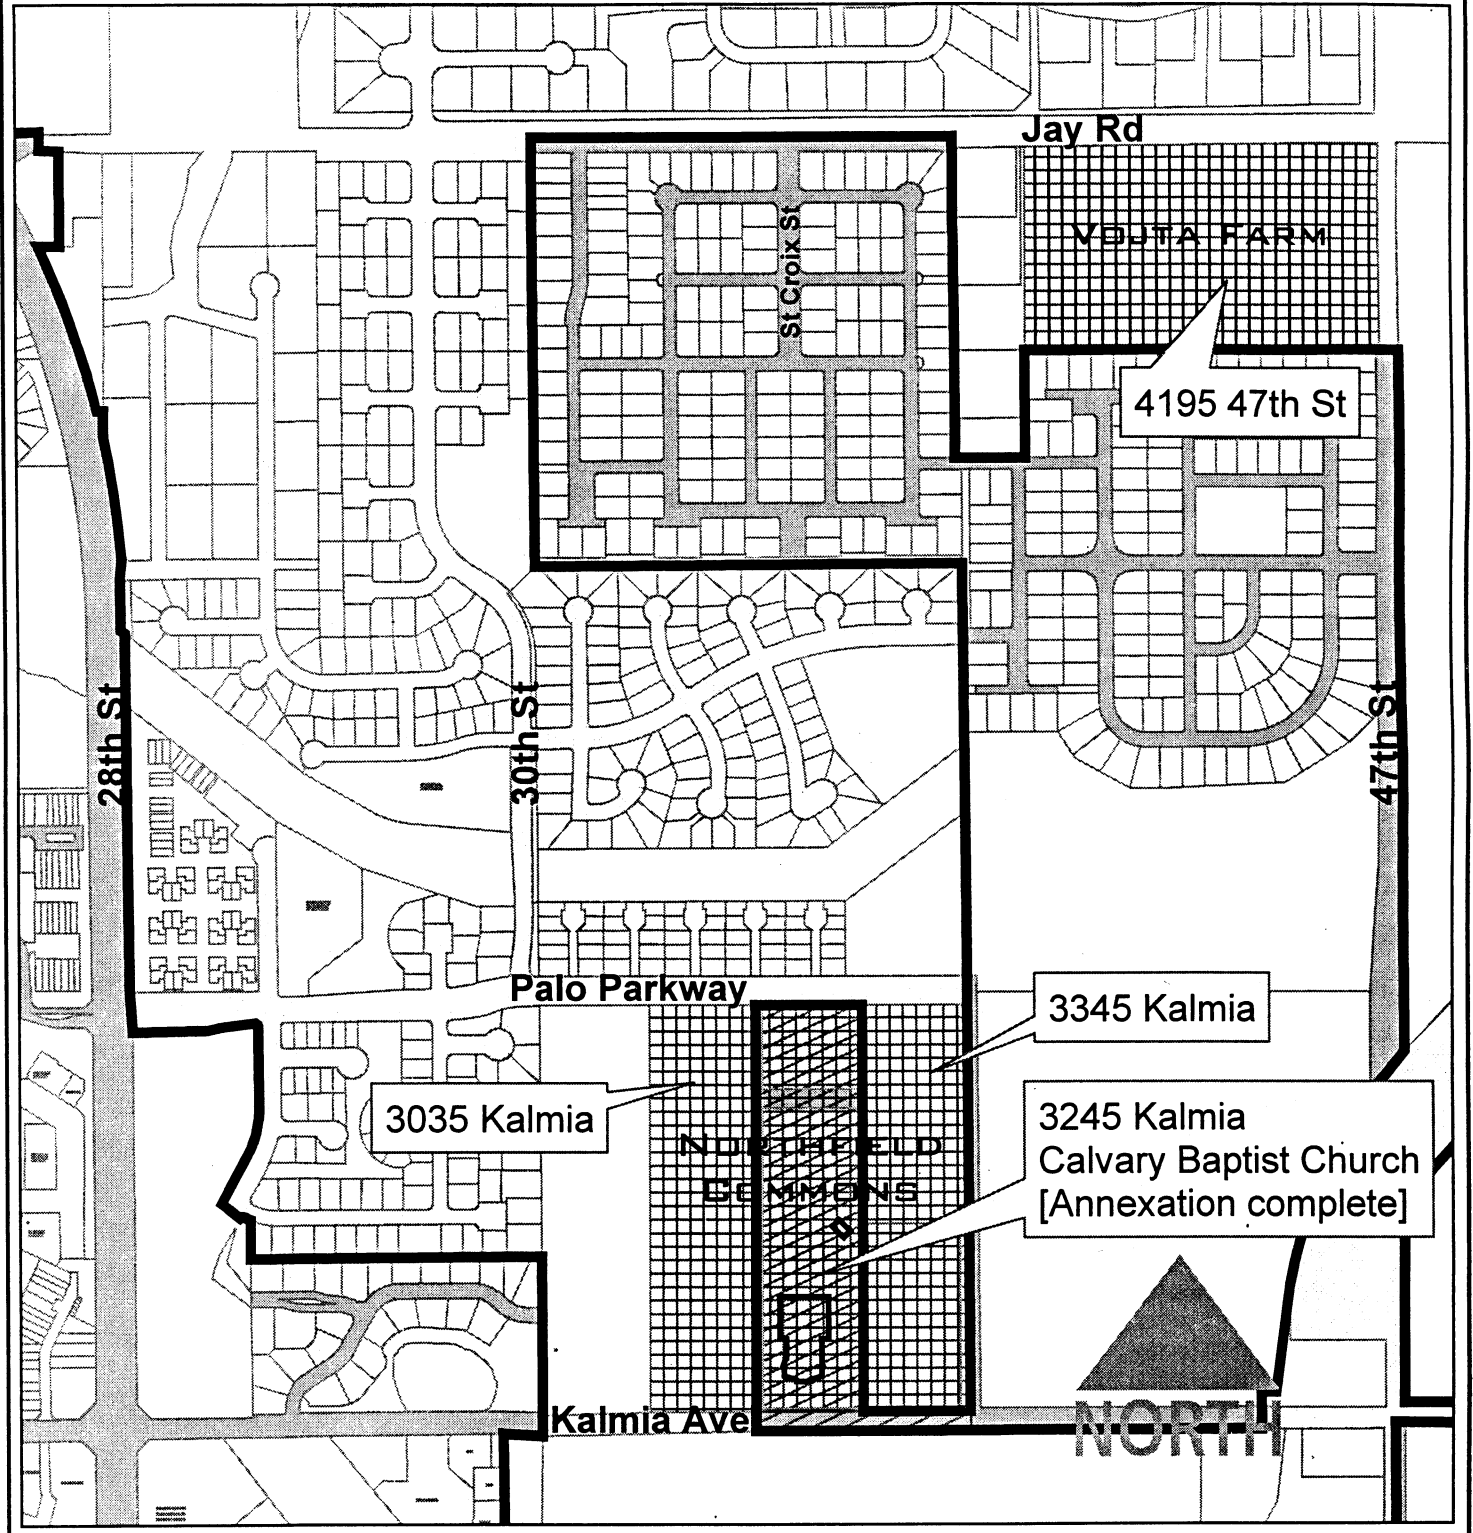 Jay Rd
VOJTA FARM
St Croix St
4195 47th St
28th St
30th St
47th St
Palo Parkway
3345 Kalmia
3035 Kalmia
3245 Kalmia
Calvary Baptist Church
[Annexation complete]
NORTHFIELD
COMMONS
Kalmia Ave
NORTH